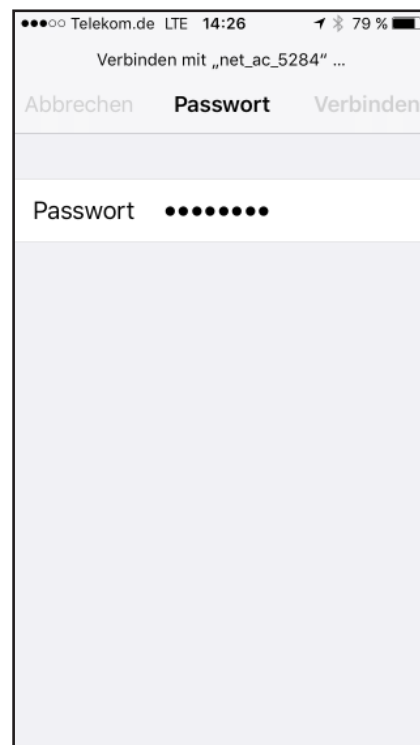 ●●●○○ Telekom.de LTE 14:26 79 %
Verbinden mit „net_ac_5284“ ...
Abbrechen Passwort Verbinden
Passwort ●●●●●●●●